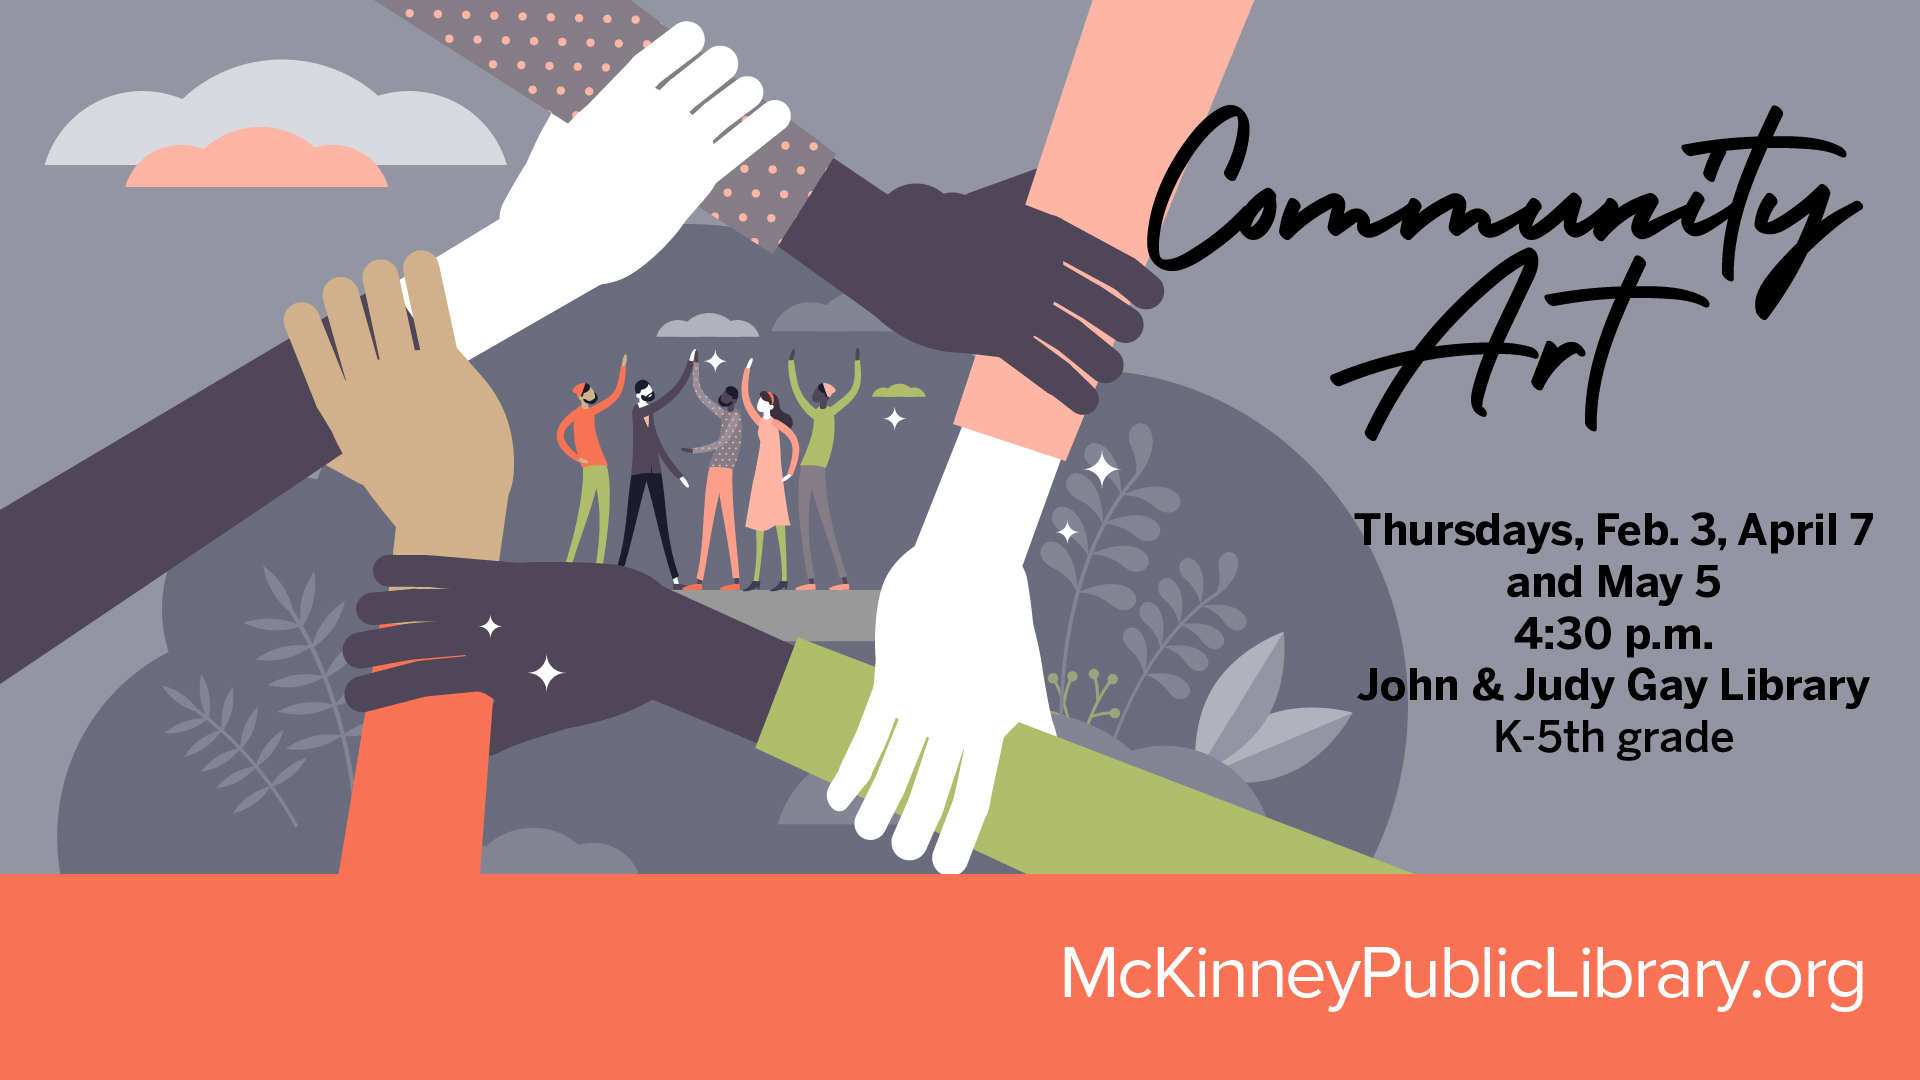 Community
Art
Thursdays, Feb. 3, April 7
and May 5
4:30 p.m.
John & Judy Gay Library
K-5th grade
McKinneyPublicLibrary.org